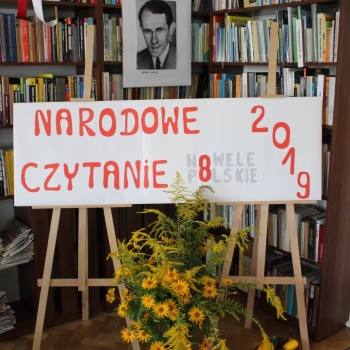 NARODOWE 2019
CZYTANiE 8 NOWELE
POLSKIE